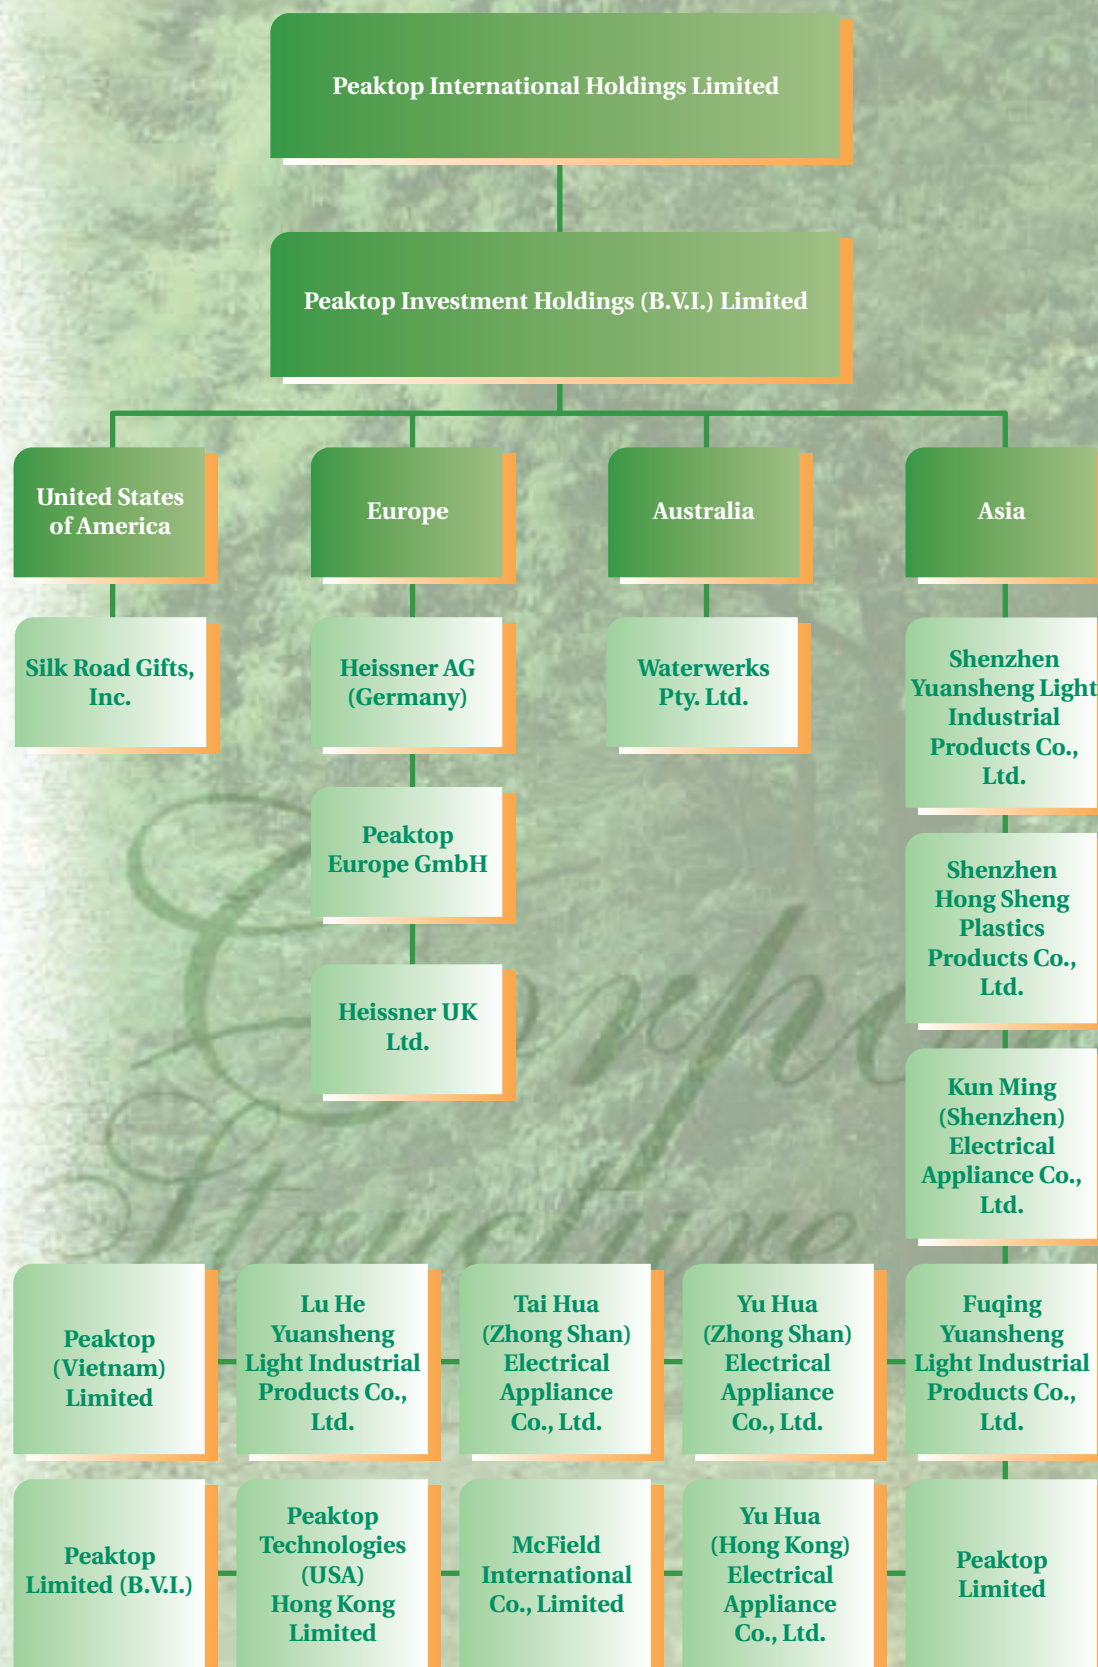 Peaktop International Holdings Limited
Peaktop Investment Holdings (B.V.I.) Limited
United States
of America
Europe
Australia
Asia
Silk Road Gifts,
Inc.
Heissner AG
(Germany)
Waterwerks
Pty. Ltd.
Shenzhen
Yuansheng Light
Industrial
Products Co.,
Ltd.
Peaktop
Europe GmbH
Shenzhen
Hong Sheng
Plastics
Products Co.,
Ltd.
Heissner UK
Ltd.
Kun Ming
(Shenzhen)
Electrical
Appliance Co.,
Ltd.
Structure
Peaktop
(Vietnam)
Limited
Lu He
Yuansheng
Light Industrial
Products Co.,
Ltd.
Tai Hua
(Zhong Shan)
Electrical
Appliance
Co., Ltd.
Yu Hua
(Zhong Shan)
Electrical
Appliance
Co., Ltd.
Fuqing
Yuansheng
Light Industrial
Products Co.,
Ltd.
Peaktop
Limited (B.V.I.)
Peaktop
Technologies
(USA)
Hong Kong
Limited
McField
International
Co., Limited
Yu Hua
(Hong Kong)
Electrical
Appliance
Co., Ltd.
Peaktop
Limited